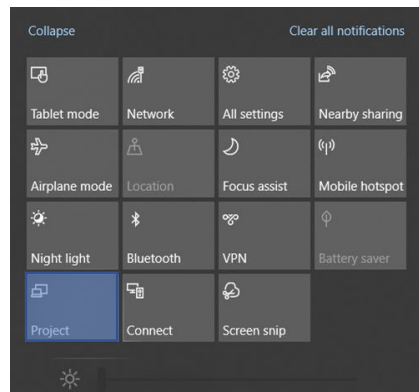 Collapse Clear all notifications
Tablet mode Network All settings Nearby sharing
Airplane mode Location Focus assist Mobile hotspot
Night light Bluetooth VPN Battery saver
Project Connect Screen snip